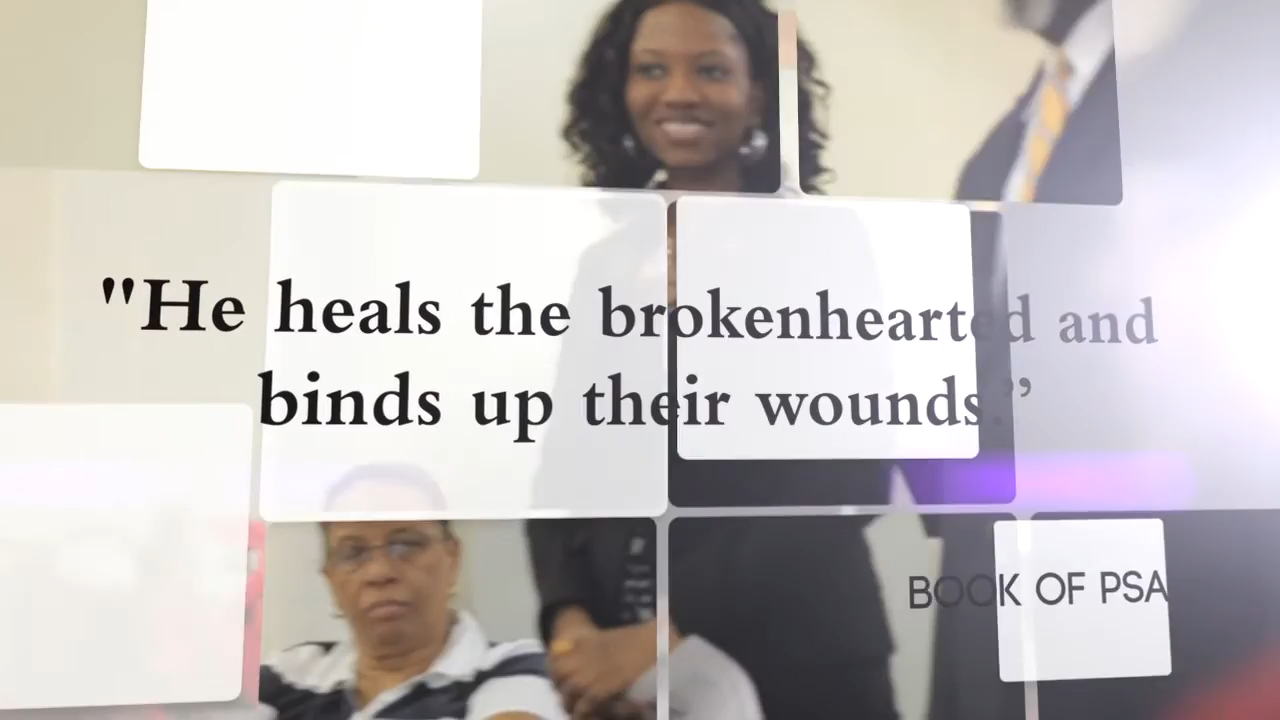 "He heals the brokenhearted and
binds up their wounds.”
BOOK OF PSA